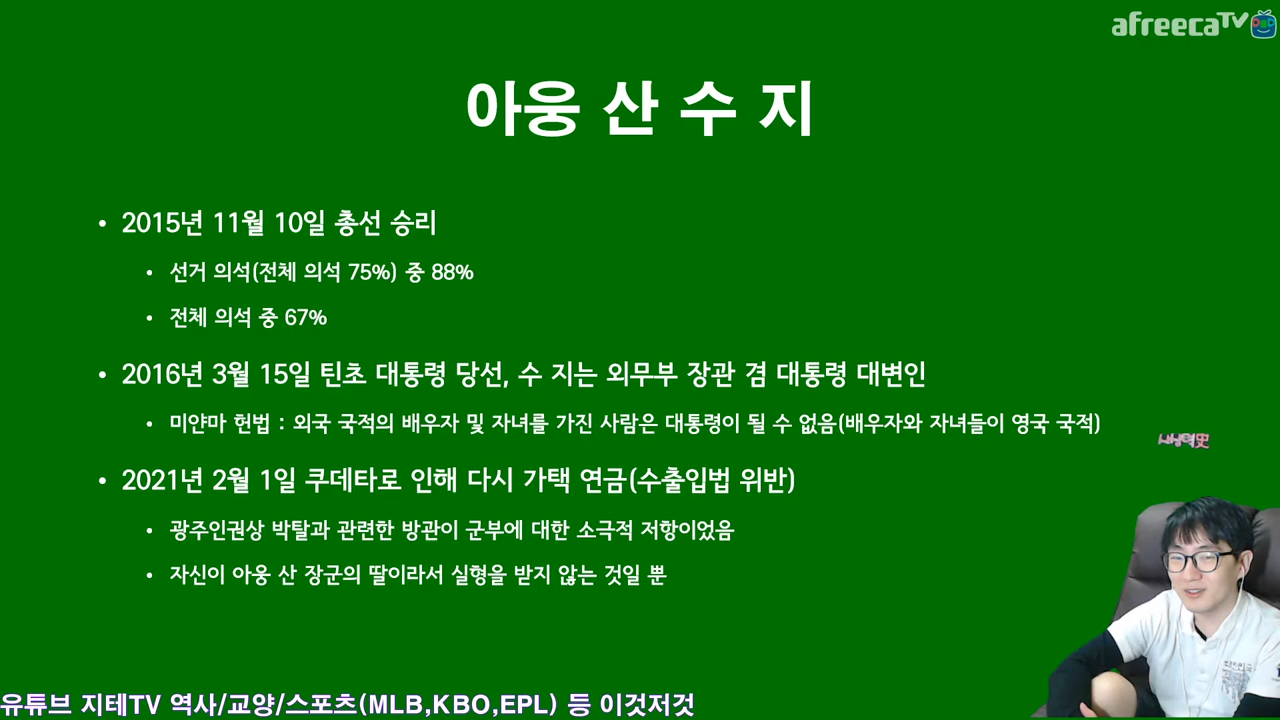 afreecaTV
아웅 산 수 지
• 2015년 11월 10일 총선 승리
• 선거 의석(전체 의석 75%) 중 88%
• 전체 의석 중 67%
• 2016년 3월 15일 틴초 대통령 당선, 수 지는 외무부 장관 겸 대통령 대변인
• 미얀마 헌법 : 외국 국적의 배우자 및 자녀를 가진 사람은 대통령이 될 수 없음(배우자와 자녀들이 영국 국적)
• 2021년 2월 1일 쿠데타로 인해 다시 가택 연금(수출입법 위반)
• 광주인권상 박탈과 관련한 방관이 군부에 대한 소극적 저항이었음
• 자신이 아웅 산 장군의 딸이라서 실형을 받지 않는 것일 뿐
유튜브 지테TV 역사/교양/스포츠(MLB,KBO,EPL) 등 이것저것